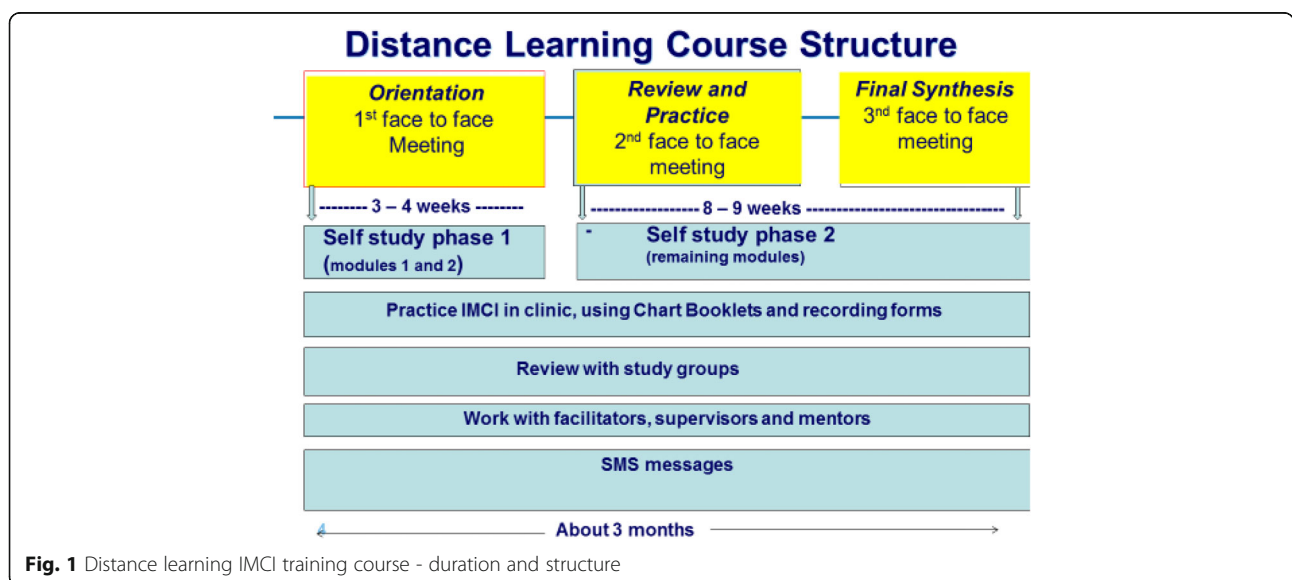 Distance Learning Course Structure
Orientation
1st face to face
Meeting
Review and
Practice
2nd face to face
meeting
Final Synthesis
3nd face to face
meeting
-------- 3 – 4 weeks --------
------------------ 8 – 9 weeks ----------------------------------
Self study phase 1
(modules 1 and 2)
- Self study phase 2
(remaining modules)
Practice IMCI in clinic, using Chart Booklets and recording forms
Review with study groups
Work with facilitators, supervisors and mentors
SMS messages
4
About 3 months
Fig. 1 Distance learning IMCI training course - duration and structure